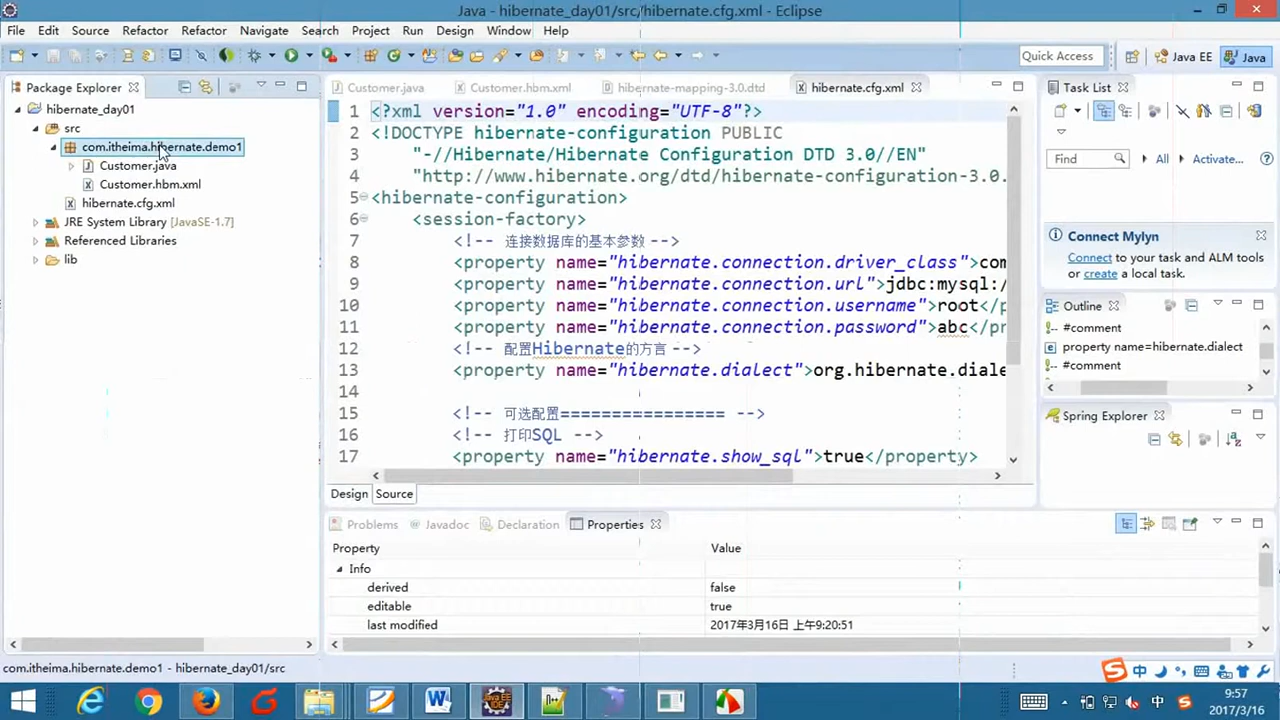 Java - hibernate_day01/src/hibernate.cfg.xml - Eclipse
File Edit Source Refactor Refactor Navigate Search Project Run Design Window Help
Quick Access
Java EE
Java
Package Explorer
hibernate_day01
src
com.itheima.hibernate.demo1
Customer.java
Customer.hbm.xml
hibernate.cfg.xml
JRE System Library [JavaSE-1.7]
Referenced Libraries
lib
Customer.java Customer.hbm.xml hibernate-mapping-3.0.dtd hibernate.cfg.xml
1 <?xml version="1.0" encoding="UTF-8"?>
2 <!DOCTYPE hibernate-configuration PUBLIC
3 "-//Hibernate/Hibernate Configuration DTD 3.0//EN"
4 "http://www.hibernate.org/dtd/hibernate-configuration-3.0.
5 <hibernate-configuration>
6 <session-factory>
7 <!-- 连接数据库的基本参数 -->
8 <property name="hibernate.connection.driver_class">com
9 <property name="hibernate.connection.url">jdbc:mysql:/
10 <property name="hibernate.connection.username">root</p
11 <property name="hibernate.connection.password">abc</pr
12 <!-- 配置Hibernate的方言 -->
13 <property name="hibernate.dialect">org.hibernate.diale
14
15 <!-- 可选配置================ -->
16 <!-- 打印SQL -->
17 <property name="hibernate.show_sql">true</property>
Design Source
Task List
Find All Activate...
Connect Mylyn
Connect to your task and ALM tools
or create a local task.
Outline
#comment
property name=hibernate.dialect
#comment
Spring Explorer
Problems Javadoc Declaration Properties
Property Value
Info
derived false
editable true
last modified 2017年3月16日 上午9:20:51
com.itheima.hibernate.demo1 - hibernate_day01/src
中
中
9:57
2017/3/16